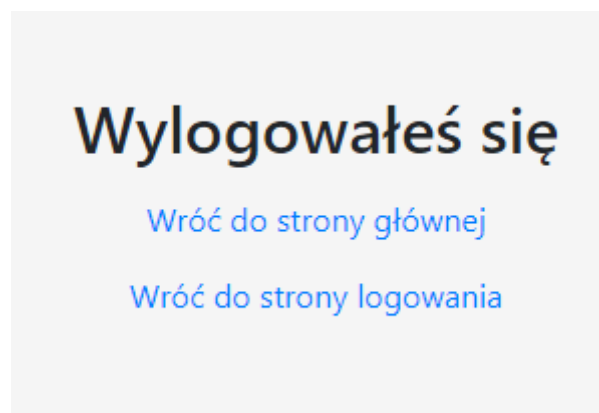 Wylogowałeś się
Wróć do strony głównej
Wróć do strony logowania